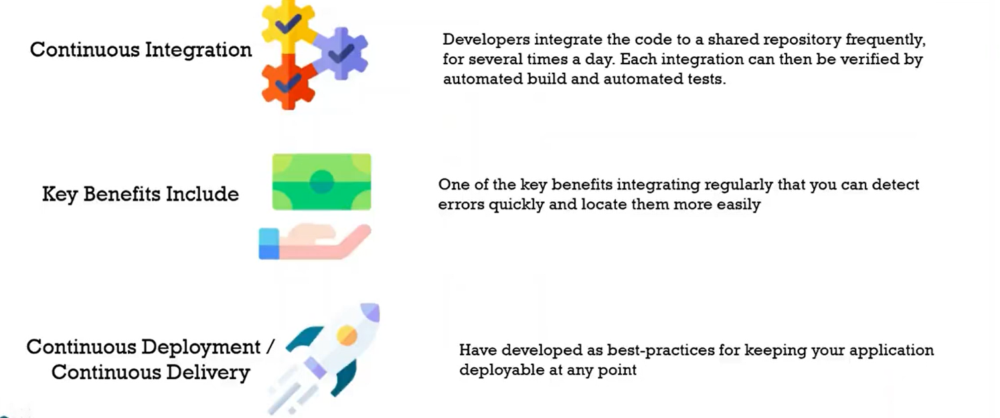 Continuous Integration
Developers integrate the code to a shared repository frequently,
for several times a day. Each integration can then be verified by
automated build and automated tests.
Key Benefits Include
One of the key benefits integrating regularly that you can detect
errors quickly and locate them more easily
Continuous Deployment /
Continuous Delivery
Have developed as best-practices for keeping your application
deployable at any point